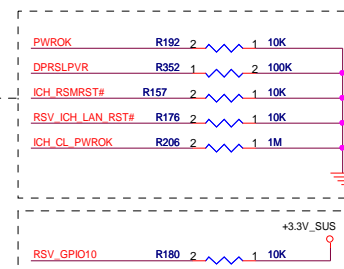 PWROK R192 2 1 10K
DPRSLPVR R352 1 2 100K
ICH_RSMRST# R157 2 1 10K
RSV_ICH_LAN_RST# R176 2 1 10K
ICH_CL_PWROK R206 2 1 1M
+3.3V_SUS
RSV_GPIO10 R180 2 1 10K